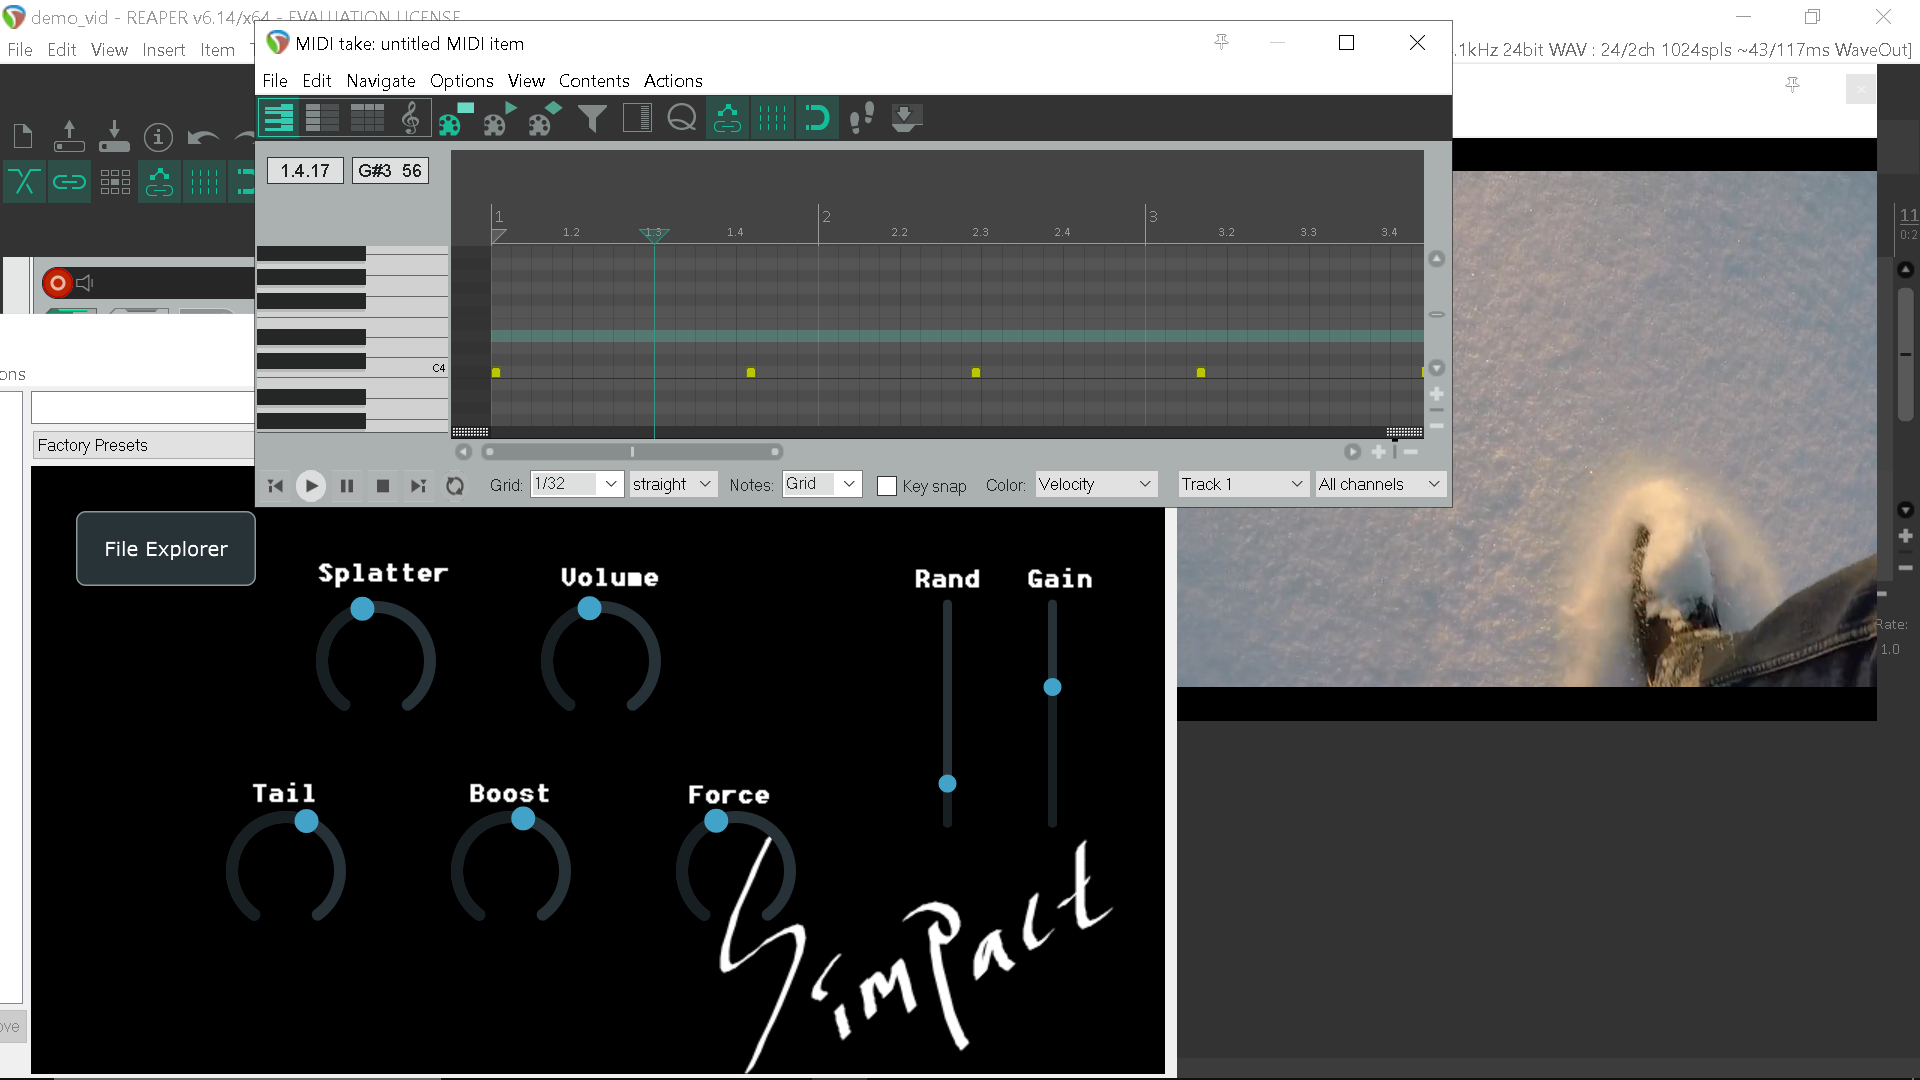 demo_vid - REAPER v6.14/x64 - EVALUATION LICENSE
File Edit View Insert Item
.1kHz 24bit WAV : 24/2ch 1024spls ~43/117ms WaveOut]
MIDI take: untitled MIDI item
File Edit Navigate Options View Contents Actions
1.4.17 G#3 56
1 2 3
1.2 1.3 1.4 2.2 2.3 2.4 3.2 3.3 3.4
C4
11
0:2
Rate:
1.0
Grid: 1/32 straight Notes: Grid Key snap Color: Velocity Track 1 All channels
ons
Factory Presets
File Explorer
Splatter Volume Rand Gain
Tail Boost Force
Simpact
ove